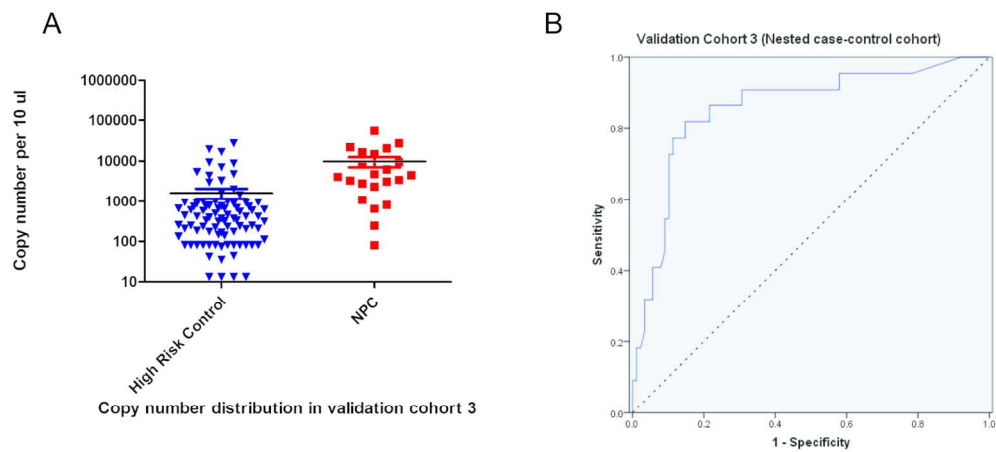 A
Copy number per 10 ul
1000000
100000
10000
1000
100
10
High Risk Control
NPC
Copy number distribution in validation cohort 3
B
Validation Cohort 3 (Nested case-control cohort)
Sensitivity
1.0
0.8
0.6
0.4
0.2
0.0
0.0 0.2 0.4 0.6 0.8 1.0
1 - Specificity